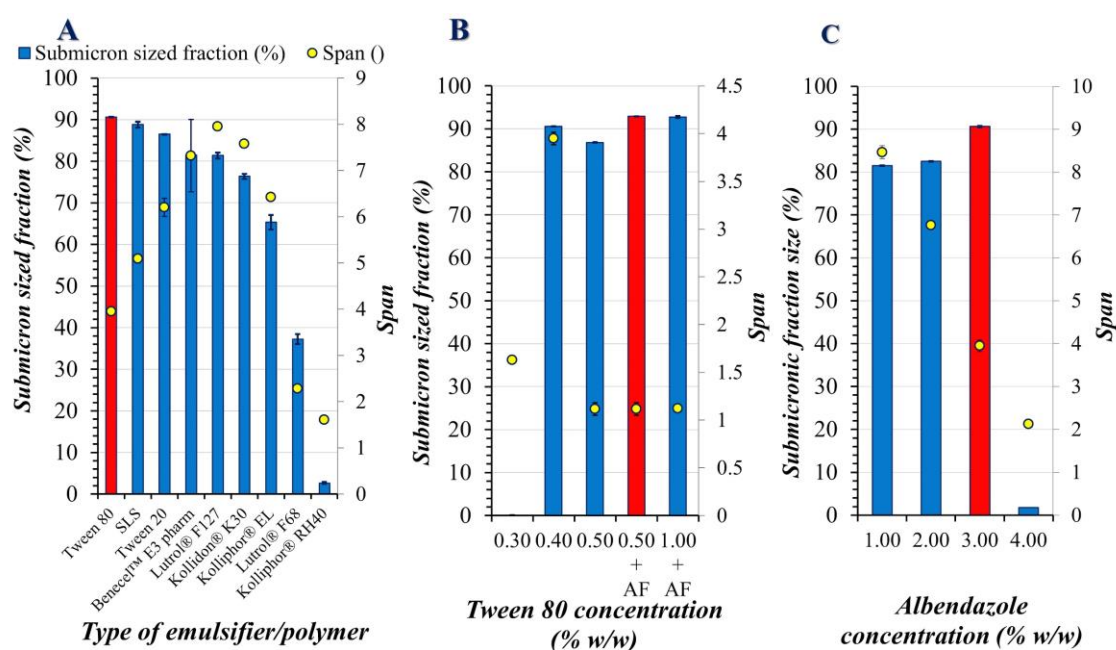 A
Submicron sized fraction (%)
Span ()
Submicron sized fraction (%)
100
90
80
70
60
50
40
30
20
10
0
9
8
7
6
5
4
3
2
1
0
Span
Tween 80
SLS
Tween 20
Benecel™ E3 pharm
Lutrol® F127
Kollidon® K30
Kolliphor® EL
Lutrol® F68
Kolliphor® RH40
Type of emulsifier/polymer
B
Submicron sized fraction (%)
100
90
80
70
60
50
40
30
20
10
0
4.5
4
3.5
3
2.5
2
1.5
1
0.5
0
Span
0.30 0.40 0.50 0.50 1.00
+ +
AF AF
Tween 80 concentration
(% w/w)
C
Submicronic fraction size (%)
100
90
80
70
60
50
40
30
20
10
0
10
9
8
7
6
5
4
3
2
1
0
Span
1.00 2.00 3.00 4.00
Albendazole
concentration (% w/w)